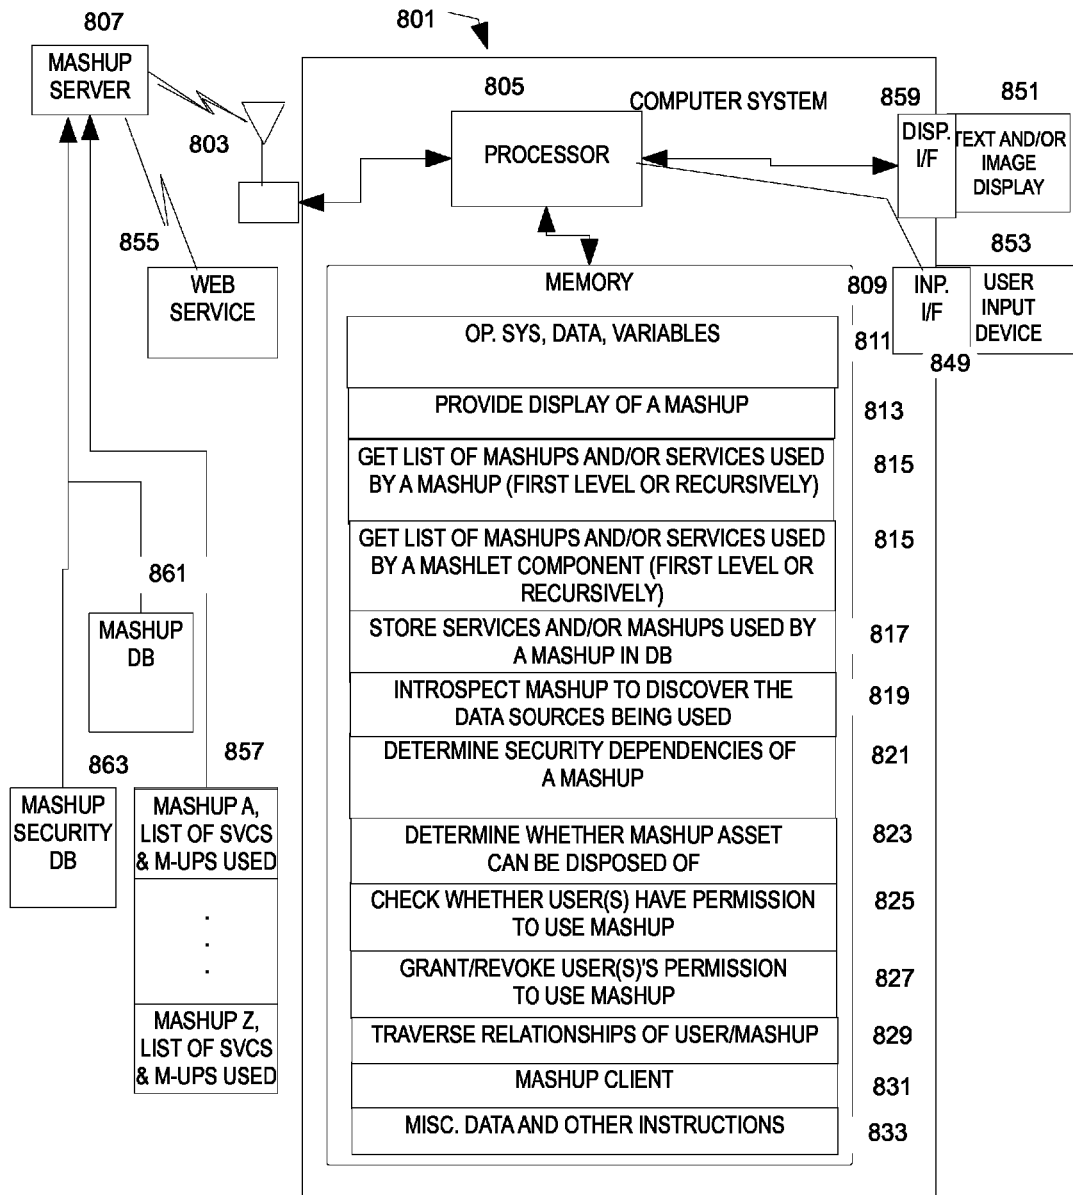 801
807
MASHUP
SERVER
803
805
COMPUTER SYSTEM
PROCESSOR
859
DISP.
I/F
851
TEXT AND/OR
IMAGE
DISPLAY
855
WEB
SERVICE
853
USER
INPUT
DEVICE
809
INP.
I/F
849
MEMORY
OP. SYS, DATA, VARIABLES
811
PROVIDE DISPLAY OF A MASHUP
813
GET LIST OF MASHUPS AND/OR SERVICES USED
BY A MASHUP (FIRST LEVEL OR RECURSIVELY)
815
GET LIST OF MASHUPS AND/OR SERVICES USED
BY A MASHLET COMPONENT (FIRST LEVEL OR
RECURSIVELY)
815
STORE SERVICES AND/OR MASHUPS USED BY
A MASHUP IN DB
817
INTROSPECT MASHUP TO DISCOVER THE
DATA SOURCES BEING USED
819
DETERMINE SECURITY DEPENDENCIES OF
A MASHUP
821
DETERMINE WHETHER MASHUP ASSET
CAN BE DISPOSED OF
823
CHECK WHETHER USER(S) HAVE PERMISSION
TO USE MASHUP
825
GRANT/REVOKE USER(S)'S PERMISSION
TO USE MASHUP
827
TRAVERSE RELATIONSHIPS OF USER/MASHUP
829
MASHUP CLIENT
831
MISC. DATA AND OTHER INSTRUCTIONS
833
861
MASHUP
DB
863
MASHUP
SECURITY
DB
857
MASHUP A,
LIST OF SVCS
& M-UPS USED
.
.
.
MASHUP Z,
LIST OF SVCS
& M-UPS USED